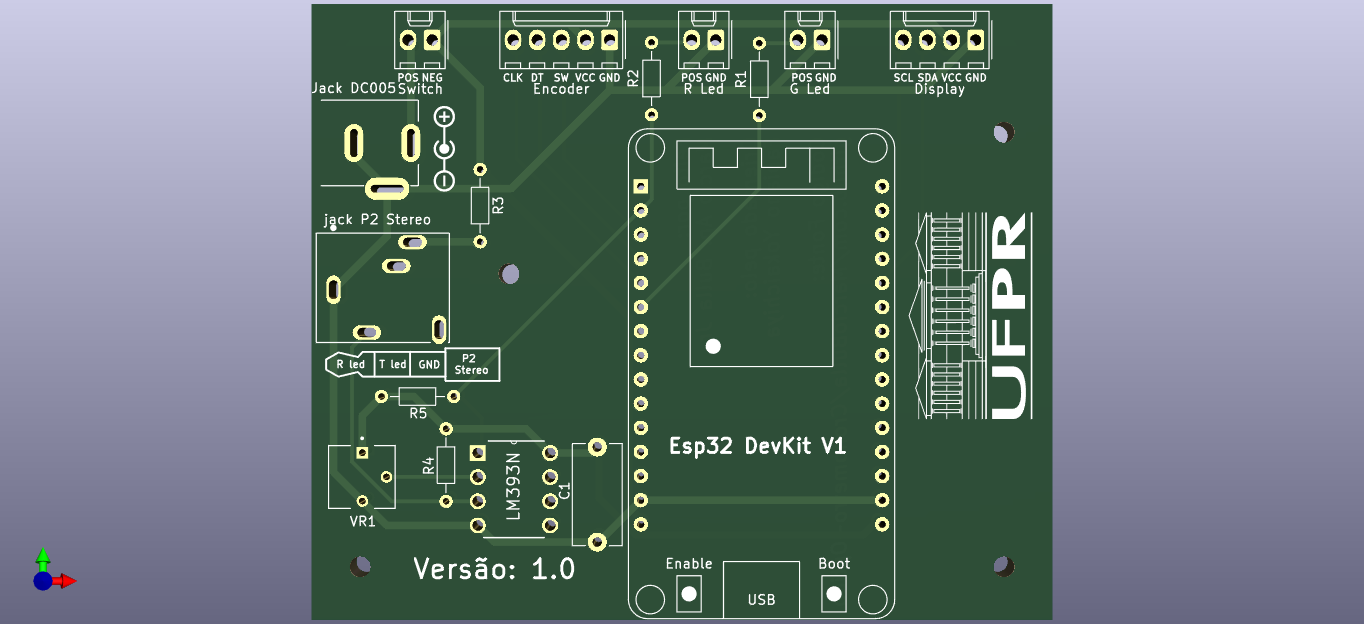 POS NEG
Switch
CLK DT SW VCC GND
Encoder
R2
POS GND
R Led
R1
POS GND
G Led
SCL SDA VCC GND
Display
Jack DC005
+
−
R3
jack P2 Stereo
R led
T led
GND
P2
Stereo
R5
R4
VR1
LM393N
C1
Versão: 1.0
Esp32 DevKit V1
Enable
USB
Boot
UFPR